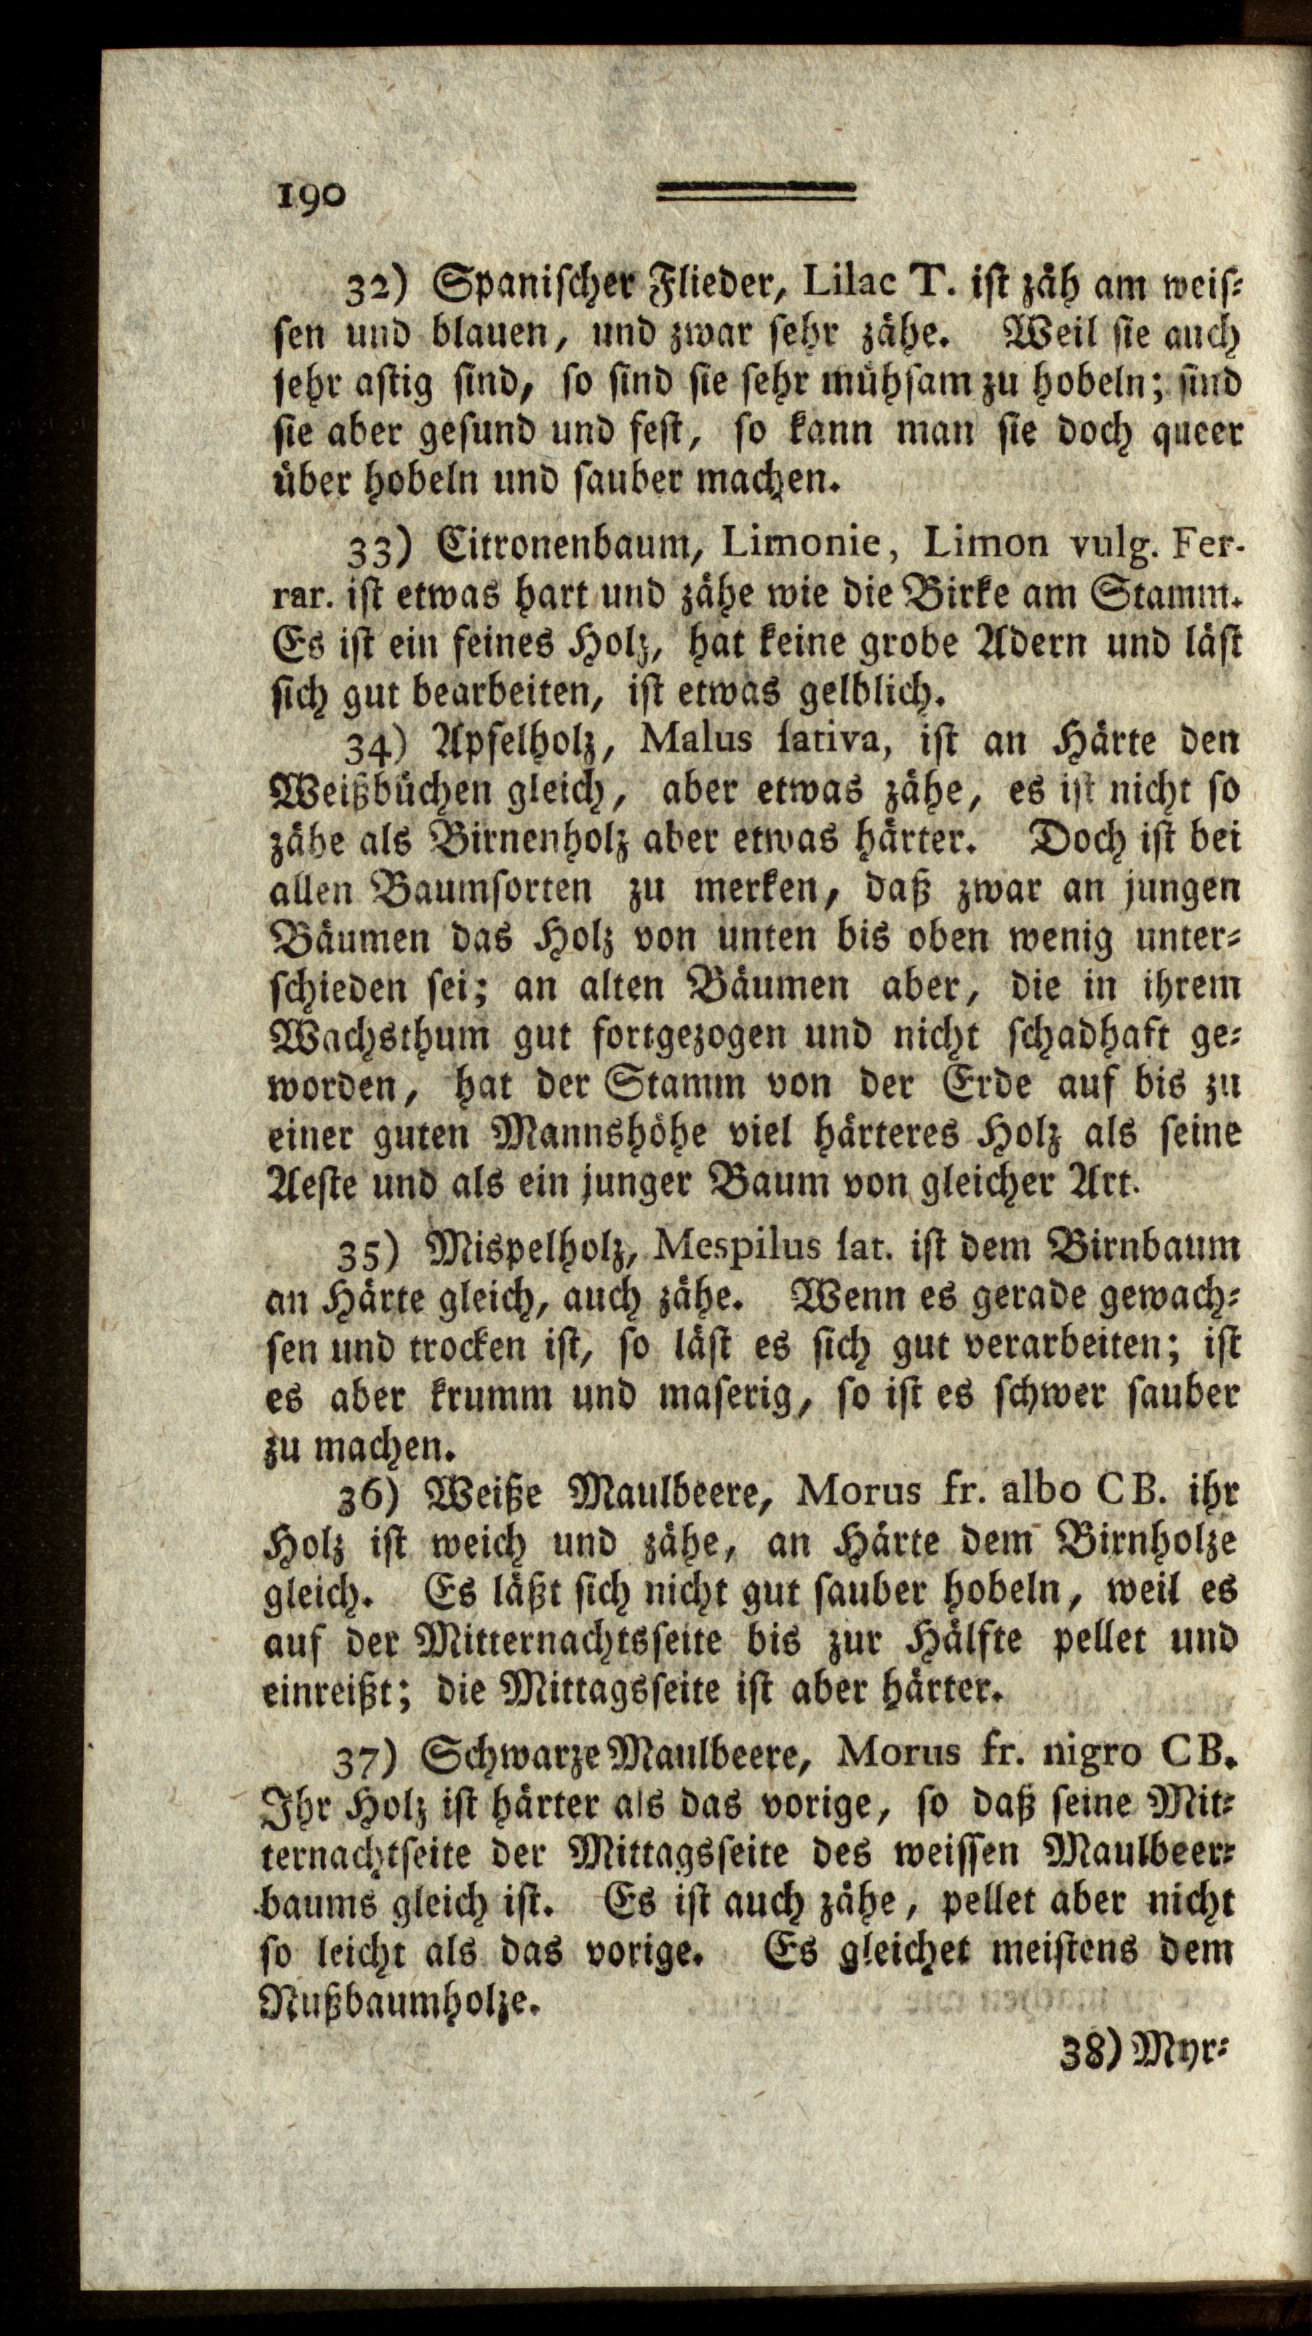 190
32) Spanischer Flieder, Lilac T. ist zäh am weis-
sen und blauen, und zwar sehr zähe. Weil sie auch
sehr astig sind, so sind sie sehr mühsam zu hobeln; sind
sie aber gesund und fest, so kann man sie doch queer
über hobeln und sauber machen.
33) Citronenbaum, Limonie, Limon vulg. Fer-
rar. ist etwas hart und zähe wie die Birke am Stamm.
Es ist ein feines Holz, hat keine grobe Adern und läst
sich gut bearbeiten, ist etwas gelblich.
34) Apfelholz, Malus sativa, ist an Härte den
Weißbüchen gleich, aber etwas zähe, es ist nicht so
zähe als Birnenholz aber etwas härter. Doch ist bei
allen Baumsorten zu merken, daß zwar an jungen
Bäumen das Holz von unten bis oben wenig unter-
schieden sei; an alten Bäumen aber, die in ihrem
Wachsthum gut fortgezogen und nicht schadhaft ge-
worden, hat der Stamm von der Erde auf bis zu
einer guten Mannshöhe viel härteres Holz als seine
Aeste und als ein junger Baum von gleicher Art.
35) Mispelholz, Mespilus sat. ist dem Birnbaum
an Härte gleich, auch zähe. Wenn es gerade gewach-
sen und trocken ist, so läst es sich gut verarbeiten; ist
es aber krumm und maserig, so ist es schwer sauber
zu machen.
36) Weiße Maulbeere, Morus fr. albo CB. ihr
Holz ist weich und zähe, an Härte dem Birnholze
gleich. Es läßt sich nicht gut sauber hobeln, weil es
auf der Mitternachtsseite bis zur Hälfte pellet und
einreißt; die Mittagsseite ist aber härter.
37) Schwarze Maulbeere, Morus fr. nigro CB.
Ihr Holz ist härter als das vorige, so daß seine Mit-
ternachtseite der Mittagsseite des weissen Maulbeer-
baums gleich ist. Es ist auch zähe, pellet aber nicht
so leicht als das vorige. Es gleichet meistens dem
Nußbaumholze.
38) Myr-